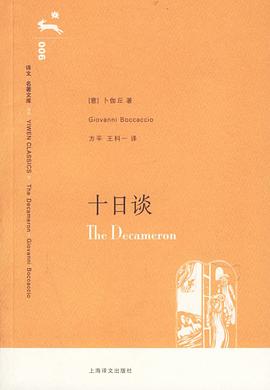 006
译文 名著文库
YIWEN CLASSICS
The Decameron Giovanni Boccaccio
[意] 卜伽丘 著
Giovanni Boccaccio
方平 王科一 译
十日谈
The Decameron
上海译文出版社